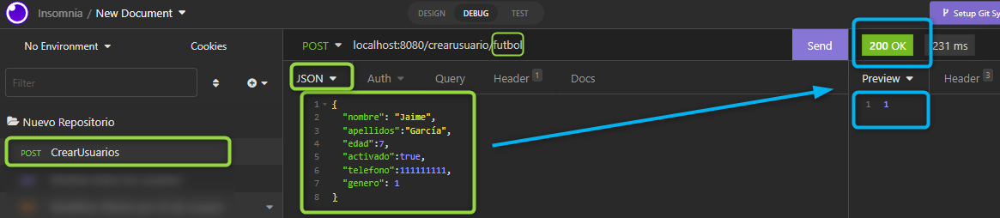 Insomnia / New Document
DESIGN DEBUG TEST
Setup Git Sy
No Environment
Cookies
POST localhost:8080/crearusuario/futbol
Send
200 OK
231 ms
Filter
JSON
Auth
Query
Header 1
Docs
Preview
Header 3
Nuevo Repositorio
POST CrearUsuarios
1 {
2 "nombre": "Jaime",
3 "apellidos":"García",
4 "edad":7,
5 "activado":true,
6 "telefono":111111111,
7 "genero": 1
8 }
1 1